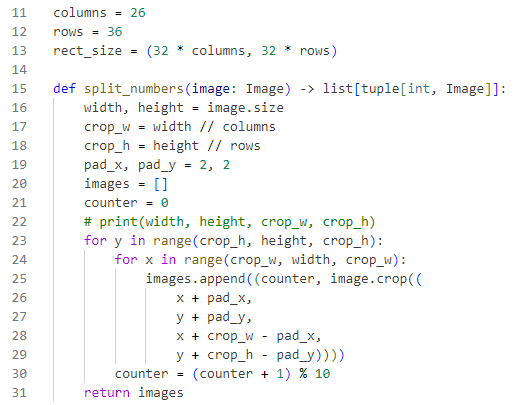 11 columns = 26
12 rows = 36
13 rect_size = (32 * columns, 32 * rows)
14
15 def split_numbers(image: Image) -> list[tuple[int, Image]]:
16     width, height = image.size
17     crop_w = width // columns
18     crop_h = height // rows
19     pad_x, pad_y = 2, 2
20     images = []
21     counter = 0
22     # print(width, height, crop_w, crop_h)
23     for y in range(crop_h, height, crop_h):
24         for x in range(crop_w, width, crop_w):
25             images.append((counter, image.crop((
26                 x + pad_x,
27                 y + pad_y,
28                 x + crop_w - pad_x,
29                 y + crop_h - pad_y))))
30         counter = (counter + 1) % 10
31     return images